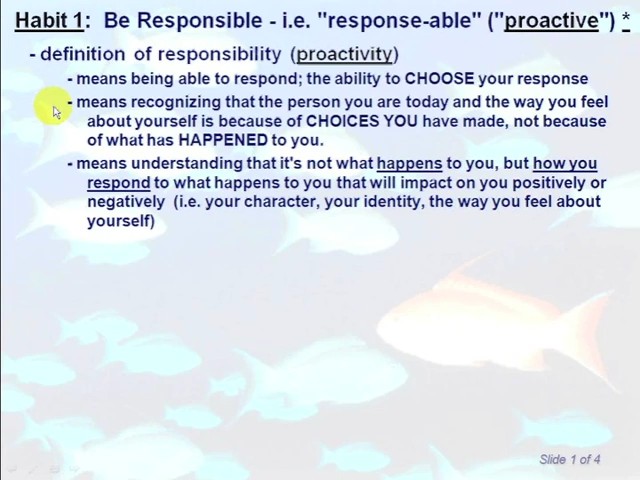 Habit 1: Be Responsible - i.e. "response-able" ("proactive") *
- definition of responsibility (proactivity)
- means being able to respond; the ability to CHOOSE your response
- means recognizing that the person you are today and the way you feel
about yourself is because of CHOICES YOU have made, not because
of what has HAPPENED to you.
- means understanding that it's not what happens to you, but how you
respond to what happens to you that will impact on you positively or
negatively (i.e. your character, your identity, the way you feel about
yourself)
Slide 1 of 4